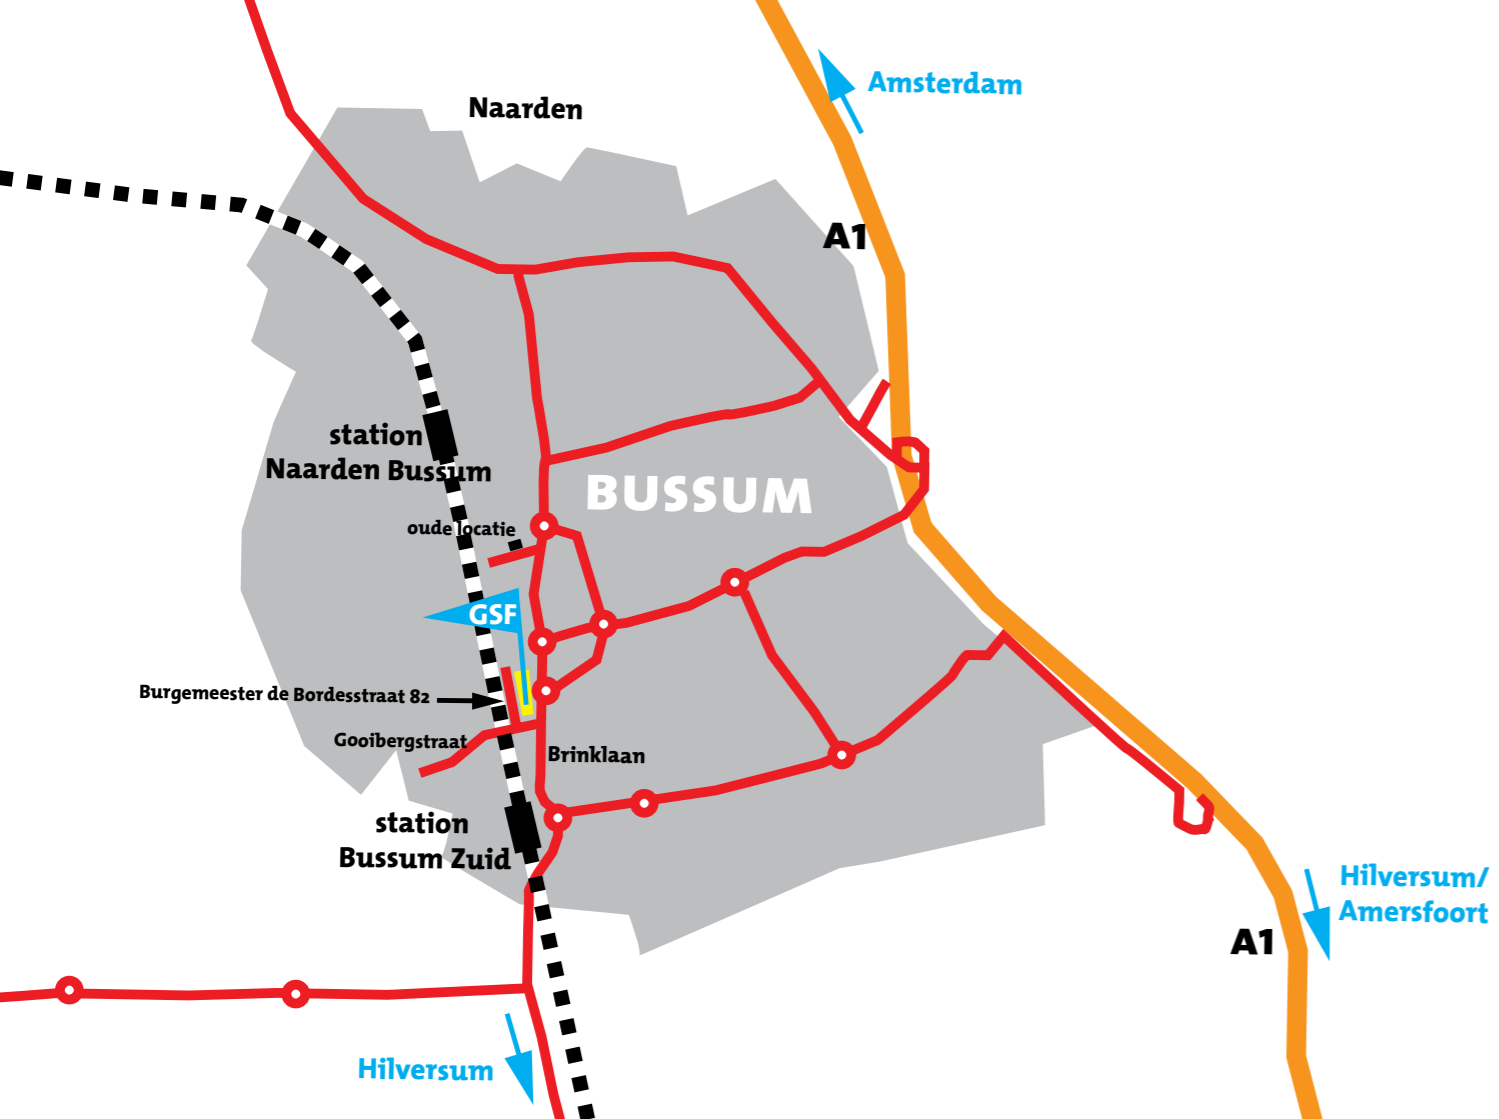 Amsterdam
Naarden
A1
station
Naarden Bussum
BUSSUM
oude locatie
GSF
Burgemeester de Bordesstraat 82
Gooibergstraat
Brinklaan
station
Bussum Zuid
Hilversum/
Amersfoort
A1
Hilversum